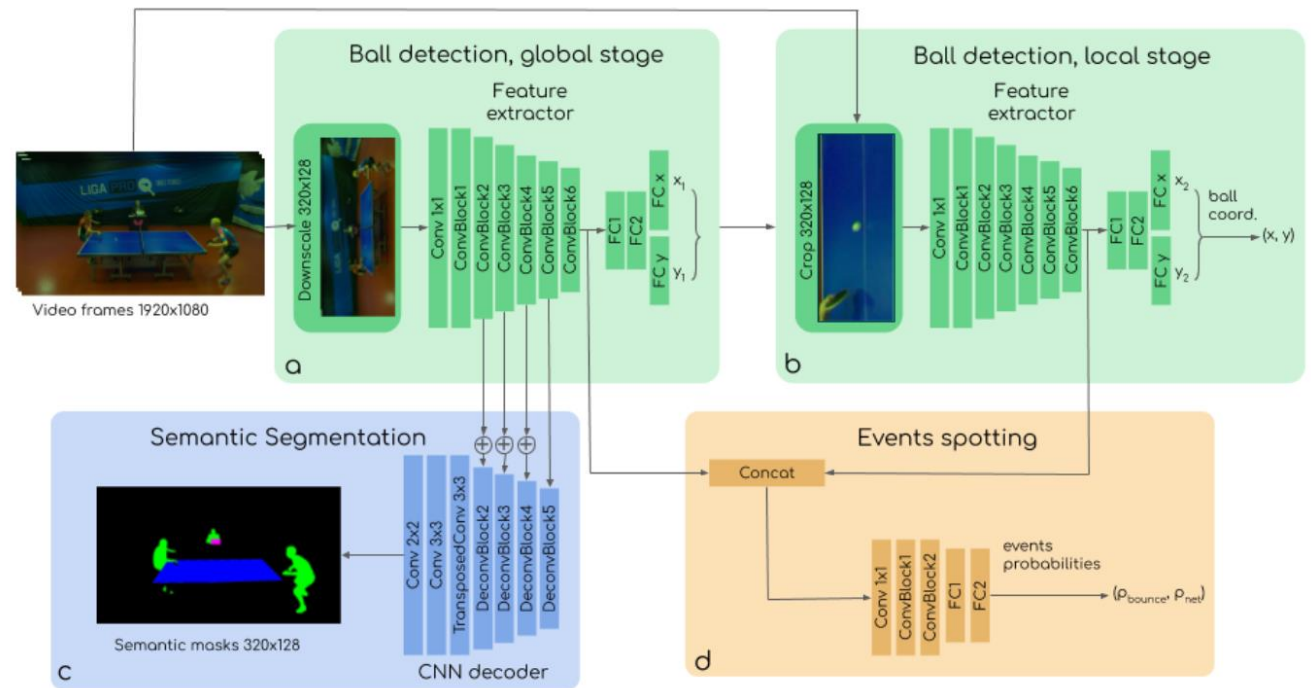 Ball detection, global stage
Feature
extractor
Downscale 320x128
Conv 1x1
ConvBlock1
ConvBlock2
ConvBlock3
ConvBlock4
ConvBlock5
ConvBlock6
FC1
FC2
FC x
FC y
x1
y1
a
LIGA PRO
Video frames 1920x1080
Ball detection, local stage
Feature
extractor
Crop 320x128
Conv 1x1
ConvBlock1
ConvBlock2
ConvBlock3
ConvBlock4
ConvBlock5
ConvBlock6
FC1
FC2
FC x
FC y
x2
y2
ball
coord.
(x, y)
b
Semantic Segmentation
Conv 2x2
Conv 3x3
TransposedConv 3x3
DeconvBlock2
DeconvBlock3
DeconvBlock4
DeconvBlock5
Semantic masks 320x128
CNN decoder
c
Events spotting
Concat
Conv 1x1
ConvBlock1
ConvBlock2
FC1
FC2
events
probabilities
(pbounce, pnet)
d